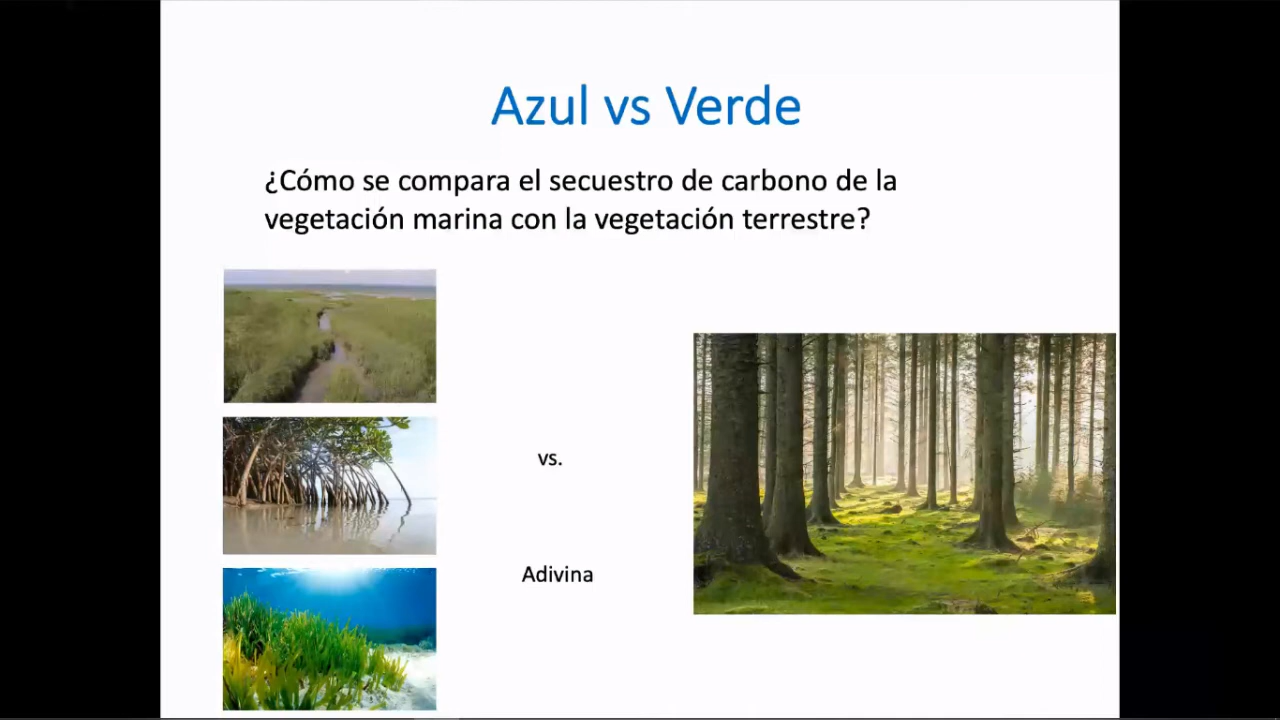 Azul vs Verde
¿Cómo se compara el secuestro de carbono de la
vegetación marina con la vegetación terrestre?
vs.
Adivina